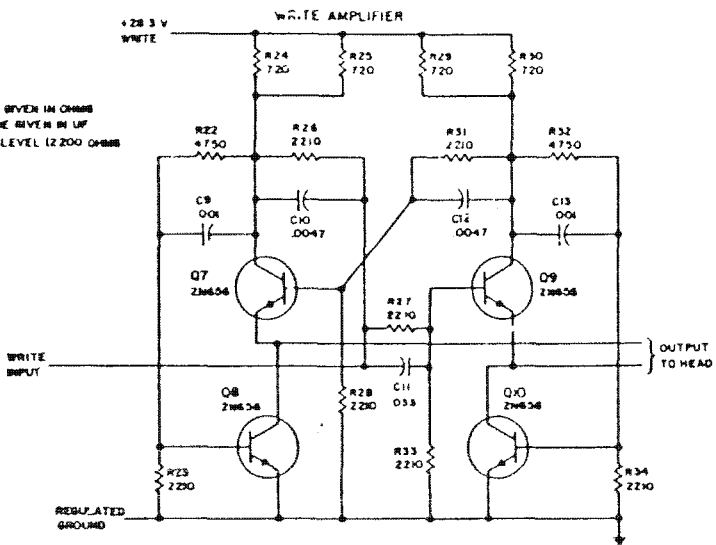 WRITE AMPLIFIER
+28.3 V
WRITE
R24
720
R25
720
R29
720
R30
720
GIVEN IN OHMS
GIVEN IN UF
LEVEL (2200 OHMS
R22
4750
R26
2210
R31
2210
R32
4750
C9
.001
C10
.0047
C12
.0047
C13
.001
Q7
2N656
Q9
2N656
R27
2210
WRITE
INPUT
OUTPUT
TO HEAD
C11
.033
R28
2210
Q8
2N656
Q10
2N656
R23
2210
R33
2210
R34
2210
REGULATED
GROUND